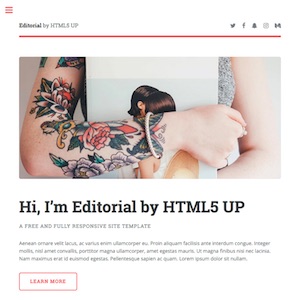 Editorial by HTML5 UP
Hi, I'm Editorial by HTML5 UP
A FREE AND FULLY RESPONSIVE SITE TEMPLATE
Aenean ornare velit lacus, ac varius enim ullamcorper eu. Proin aliquam facilisis ante interdum congue. Integer
mollis, nisl amet convallis, porttitor magna ullamcorper, amet egestas mauris. Ut magna finibus nisi nec lacinia.
Nam maximus erat id euismod egestas. Pellentesque sapien ac quam. Lorem ipsum dolor sit nullam.
LEARN MORE